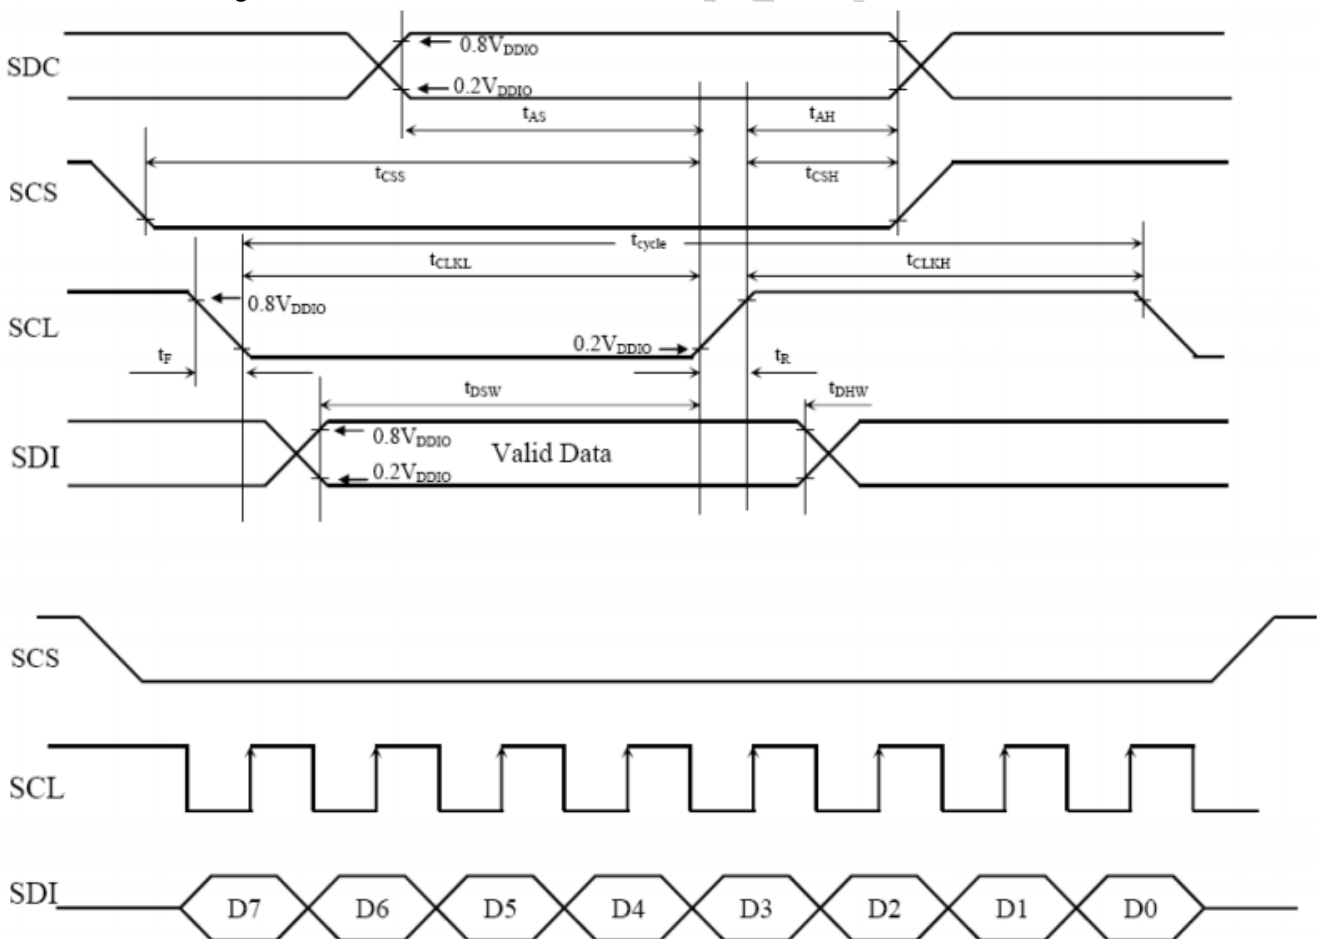 SDC
0.8VDDIO
0.2VDDIO
tAS
tAH
SCS
tCSS
tCSH
tcycle
tCLKL
tCLKH
SCL
0.8VDDIO
0.2VDDIO
tF
tR
tDSW
tDHW
SDI
0.8VDDIO
Valid Data
0.2VDDIO
SCS
SCL
SDI
D7 D6 D5 D4 D3 D2 D1 D0